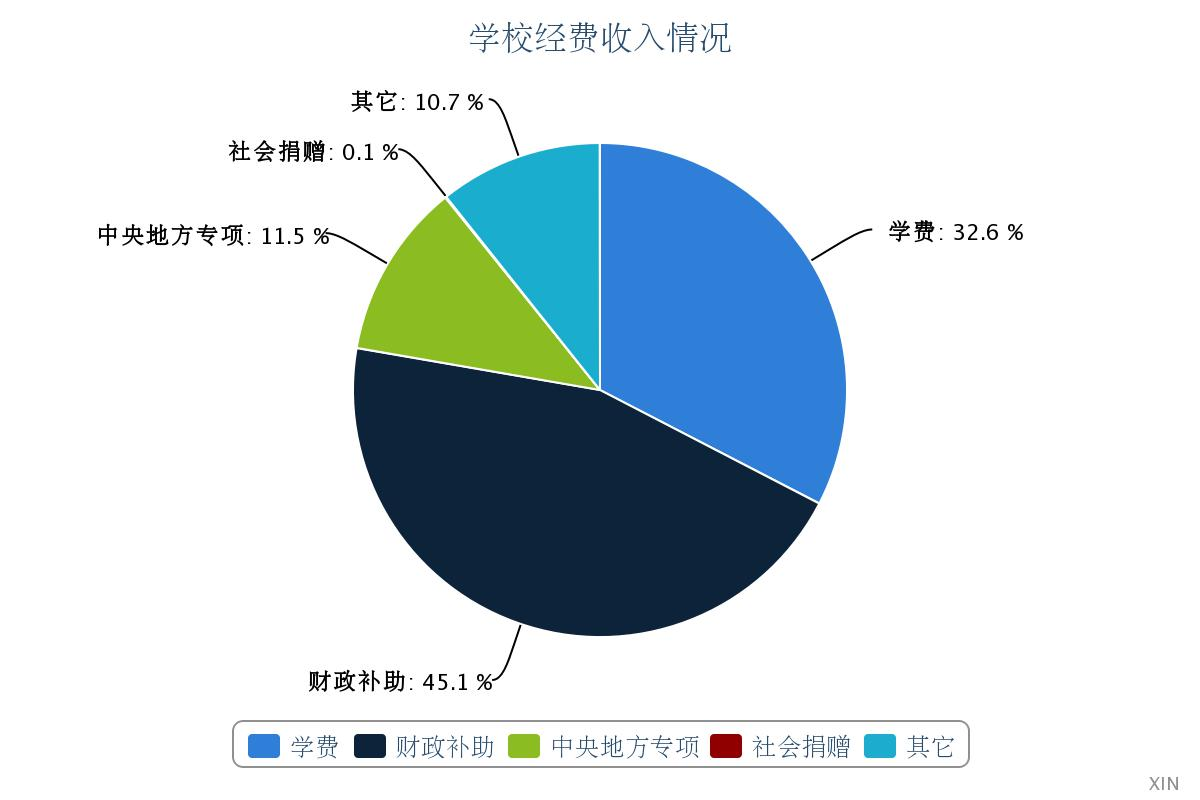 学校经费收入情况
其它: 10.7 %
社会捐赠: 0.1 %
中央地方专项: 11.5 %
学费: 32.6 %
财政补助: 45.1 %
学费 财政补助 中央地方专项 社会捐赠 其它
XIN